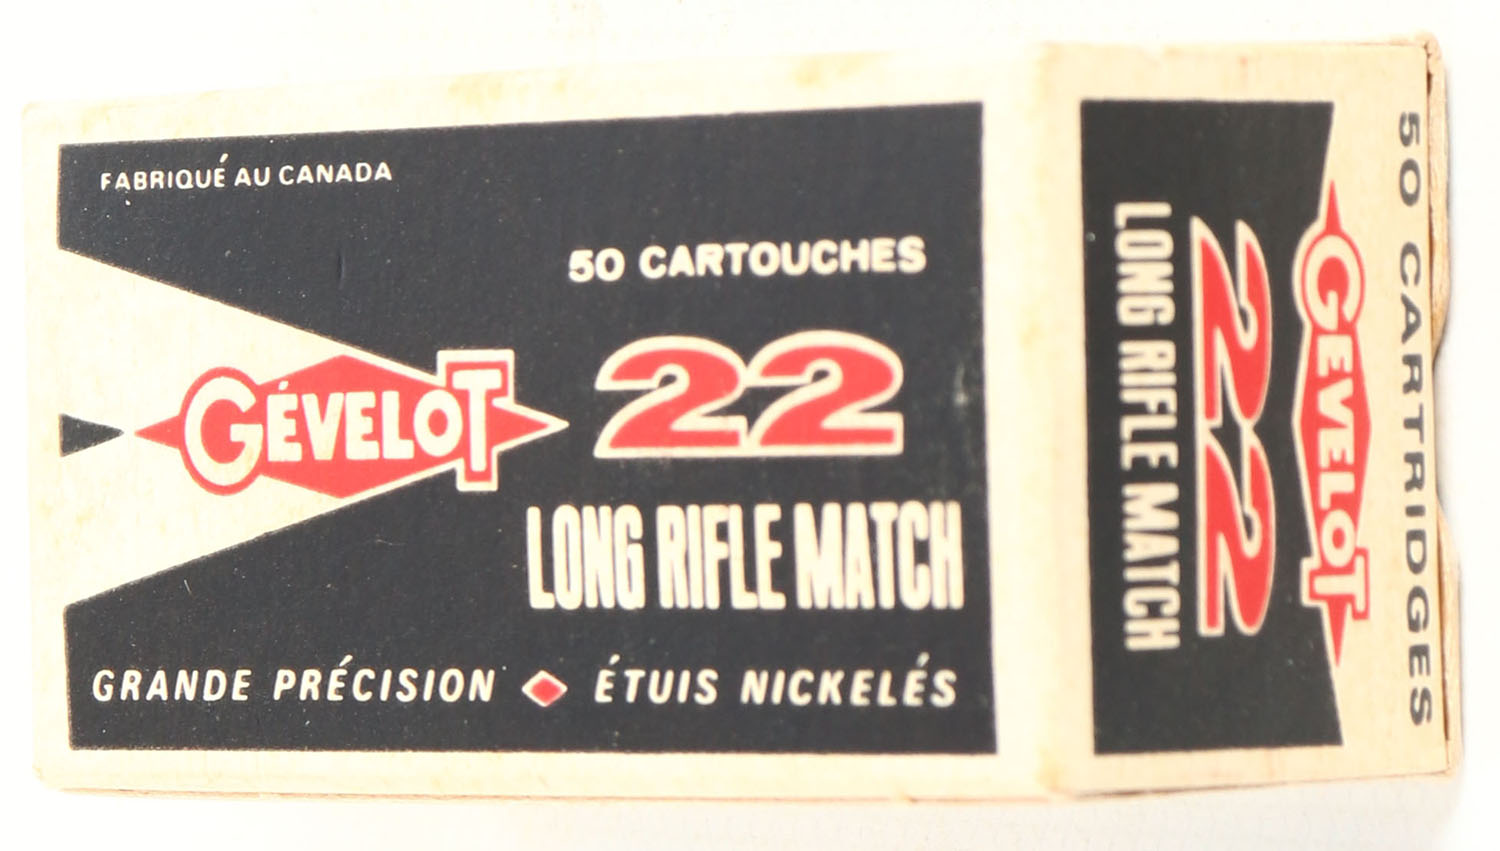 FABRIQUÉ AU CANADA
50 CARTOUCHES
GÉVELOT
22
LONG RIFLE MATCH
GRANDE PRÉCISION ÉTUIS NICKELÉS
50 CARTRIDGES
GEVELOT
22
LONG RIFLE MATCH